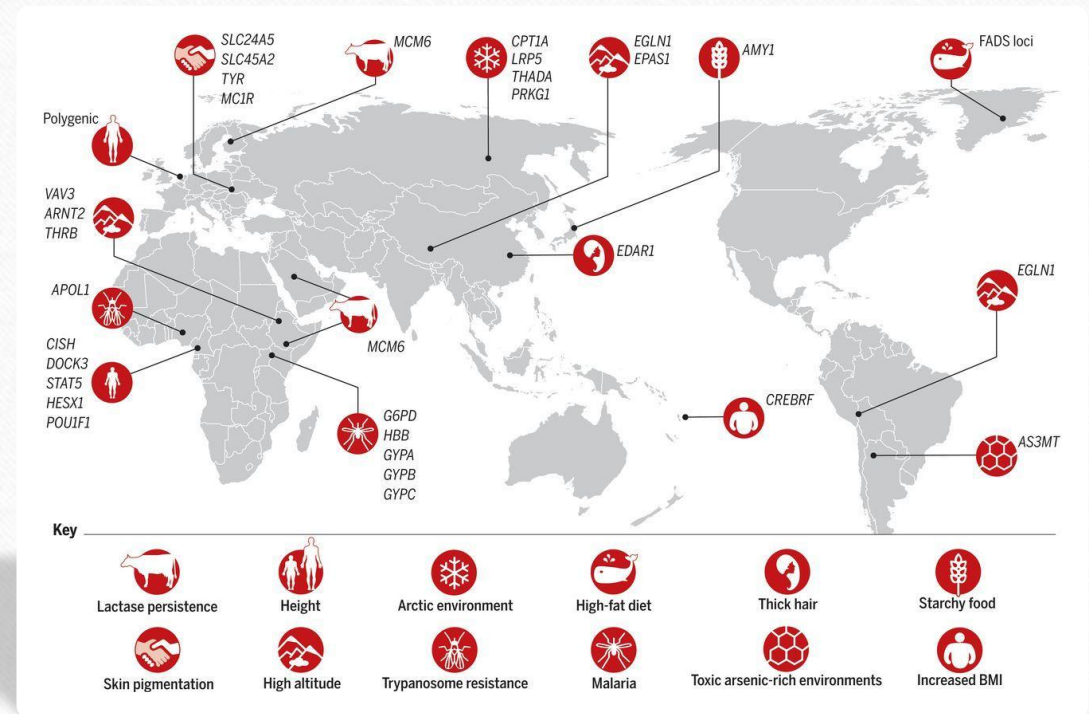 SLC24A5
SLC45A2
TYR
MC1R
MCM6
CPT1A
LRP5
THADA
PRKG1
EGLN1
EPAS1
AMY1
FADS loci
Polygenic
VAV3
ARNT2
THRB
EDAR1
APOL1
EGLN1
MCM6
CISH
DOCK3
STAT5
HESX1
POU1F1
CREBRF
G6PD
HBB
GYPA
GYPB
GYPC
AS3MT
Key
Lactase persistence
Height
Arctic environment
High-fat diet
Thick hair
Starchy food
Skin pigmentation
High altitude
Trypanosome resistance
Malaria
Toxic arsenic-rich environments
Increased BMI